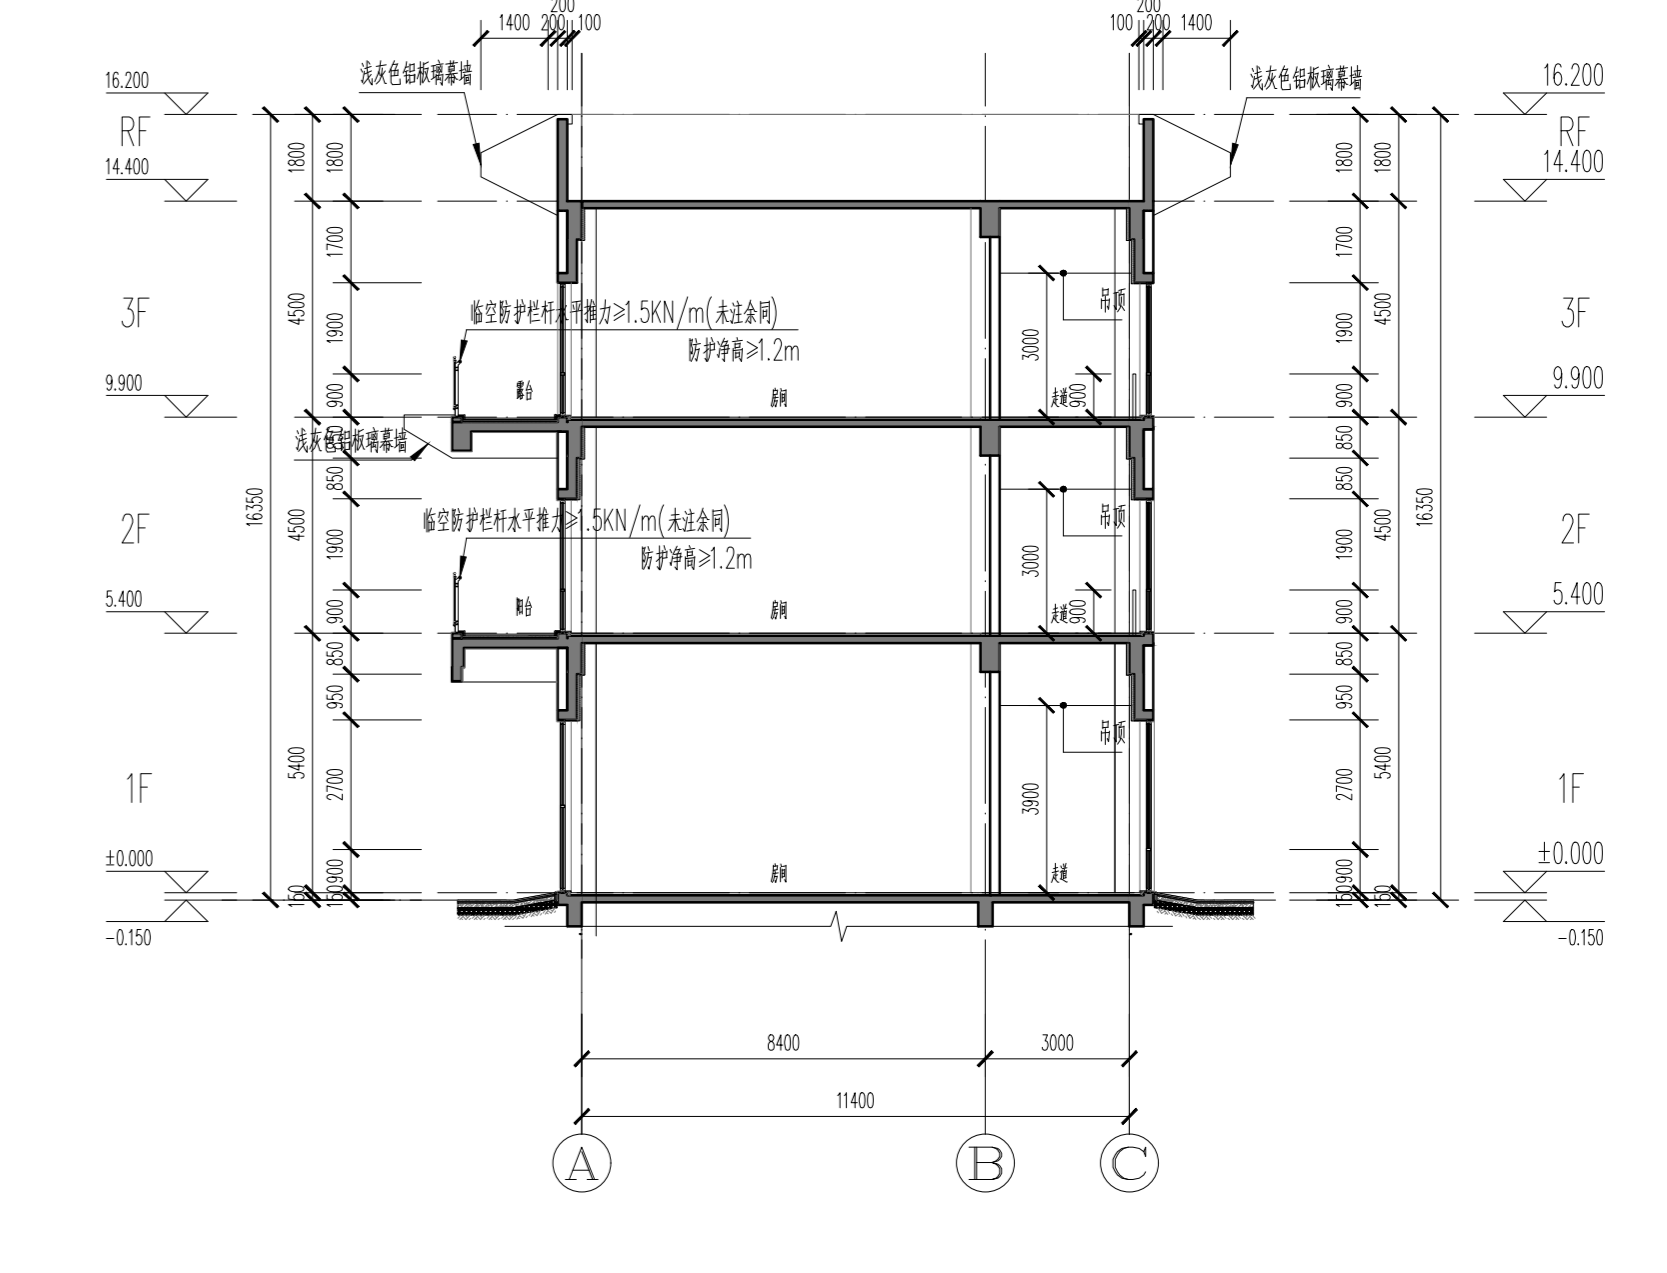 200
1400 200 100
200
100 200 1400
浅灰色铝板璃幕墙
浅灰色铝板璃幕墙
16.200
RF
14.400
3F
9.900
2F
5.400
1F
±0.000
-0.150
16350
1800
4500
4500
5400
150
1800
1700
1900
900
850
850
1900
900
850
950
2700
900
150
临空防护栏杆水平推力≥1.5KN/m(未注余同)
防护净高≥1.2m
露台
房间
走道
吊顶
3000
900
浅灰色铝板璃幕墙
临空防护栏杆水平推力≥1.5KN/m(未注余同)
防护净高≥1.2m
阳台
房间
走道
吊顶
3000
900
吊顶
3900
房间
走道
1800
1700
1900
900
850
850
1900
900
850
950
2700
900
150
1800
4500
4500
5400
150
16350
16.200
RF
14.400
3F
9.900
2F
5.400
1F
±0.000
-0.150
8400
3000
11400
A
B
C